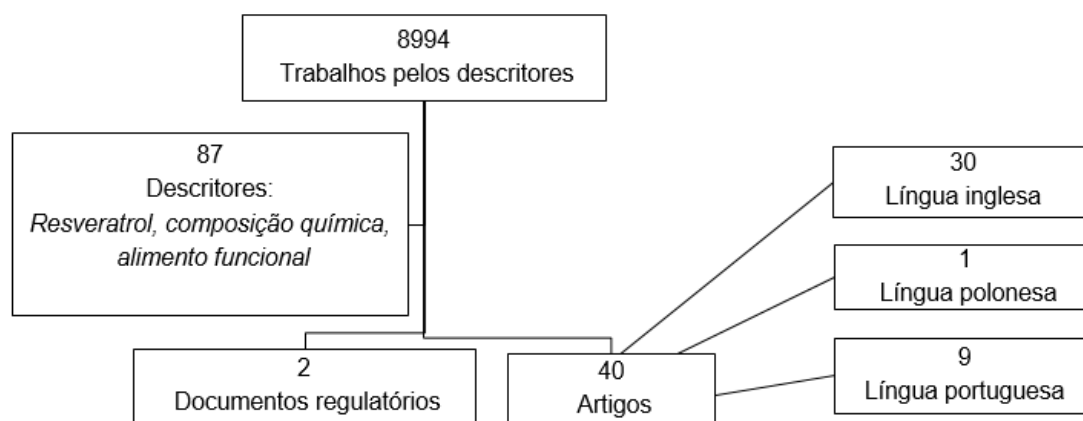 8994
Trabalhos pelos descritores
87
Descritores:
Resveratrol, composição química,
alimento funcional
30
Língua inglesa
1
Língua polonesa
2
Documentos regulatórios
40
Artigos
9
Língua portuguesa